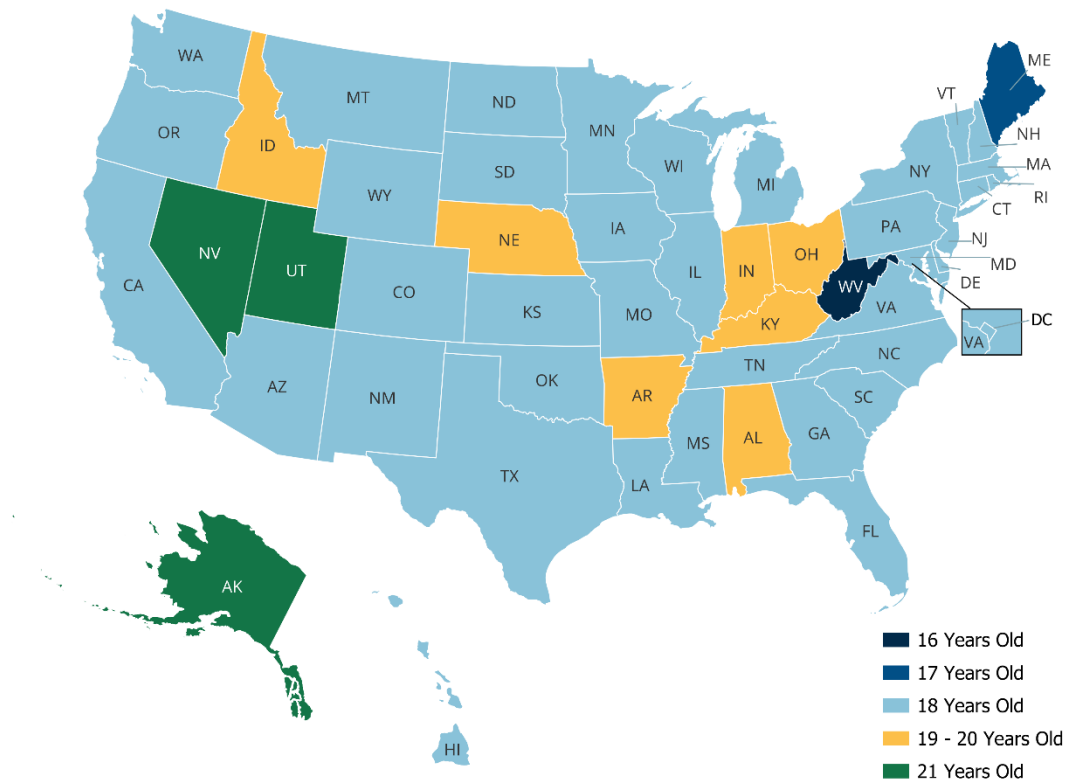 WA
MT
ND
MN
ME
VT
NH
OR
ID
SD
WI
MI
NY
MA
RI
CT
WY
NE
IA
PA
NJ
MD
DE
NV
UT
CO
IL
IN
OH
WV
VA
CA
KS
MO
KY
DC
VA
AZ
NM
OK
AR
TN
NC
SC
MS
AL
GA
TX
LA
FL
AK
HI
16 Years Old
17 Years Old
18 Years Old
19 - 20 Years Old
21 Years Old